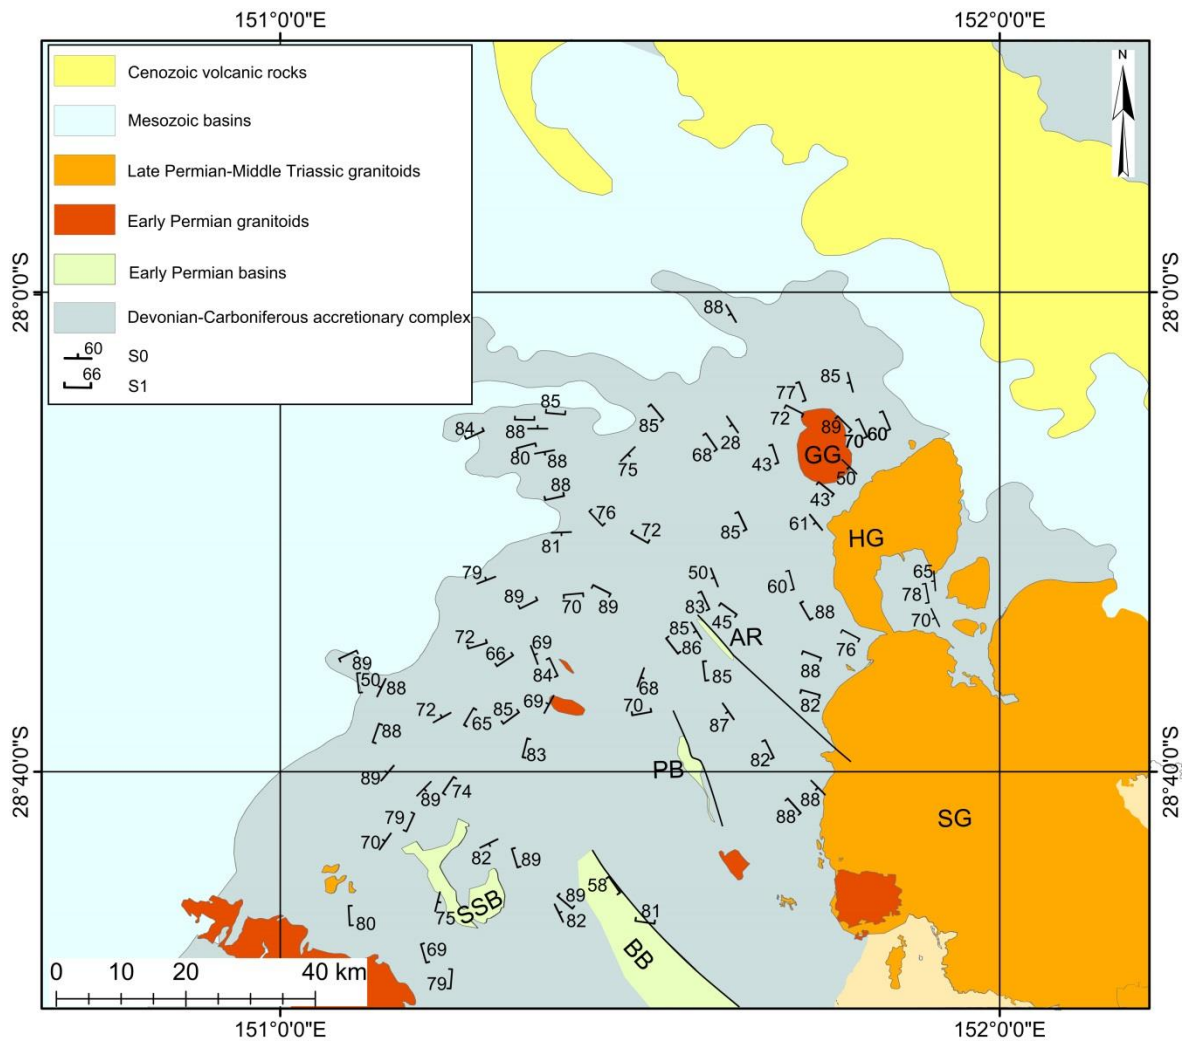 151°0'0"E 152°0'0"E
N
Cenozoic volcanic rocks
Mesozoic basins
Late Permian-Middle Triassic granitoids
Early Permian granitoids
Early Permian basins
Devonian-Carboniferous accretionary complex
60 S0
66 S1
28°0'0"S 28°0'0"S
88
85
77
85 72
84 88 85 28 89 70 60
80 88 75 68 43 GG 50
88 43
76 61
81 72 85 HG
79 50 60 65
89 70 89 83 88 78
45 70
72 66 69 85 86 AR 76
89 84 85 88
50 88 68
72 65 85 69 70 87 82
88 83 82
28°40'0"S 89 PB 28°40'0"S
89 74 88
79 88 SG
70 82 89
58 89
75 SSB 82 81
80
69 BB
79
0 10 20 40 km
151°0'0"E 152°0'0"E